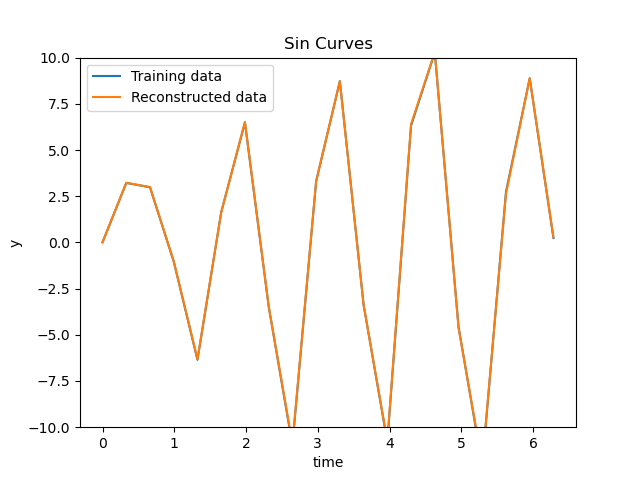 Sin Curves
Training data
Reconstructed data
10.0
7.5
5.0
2.5
0.0
−2.5
−5.0
−7.5
−10.0
y
0 1 2 3 4 5 6
time